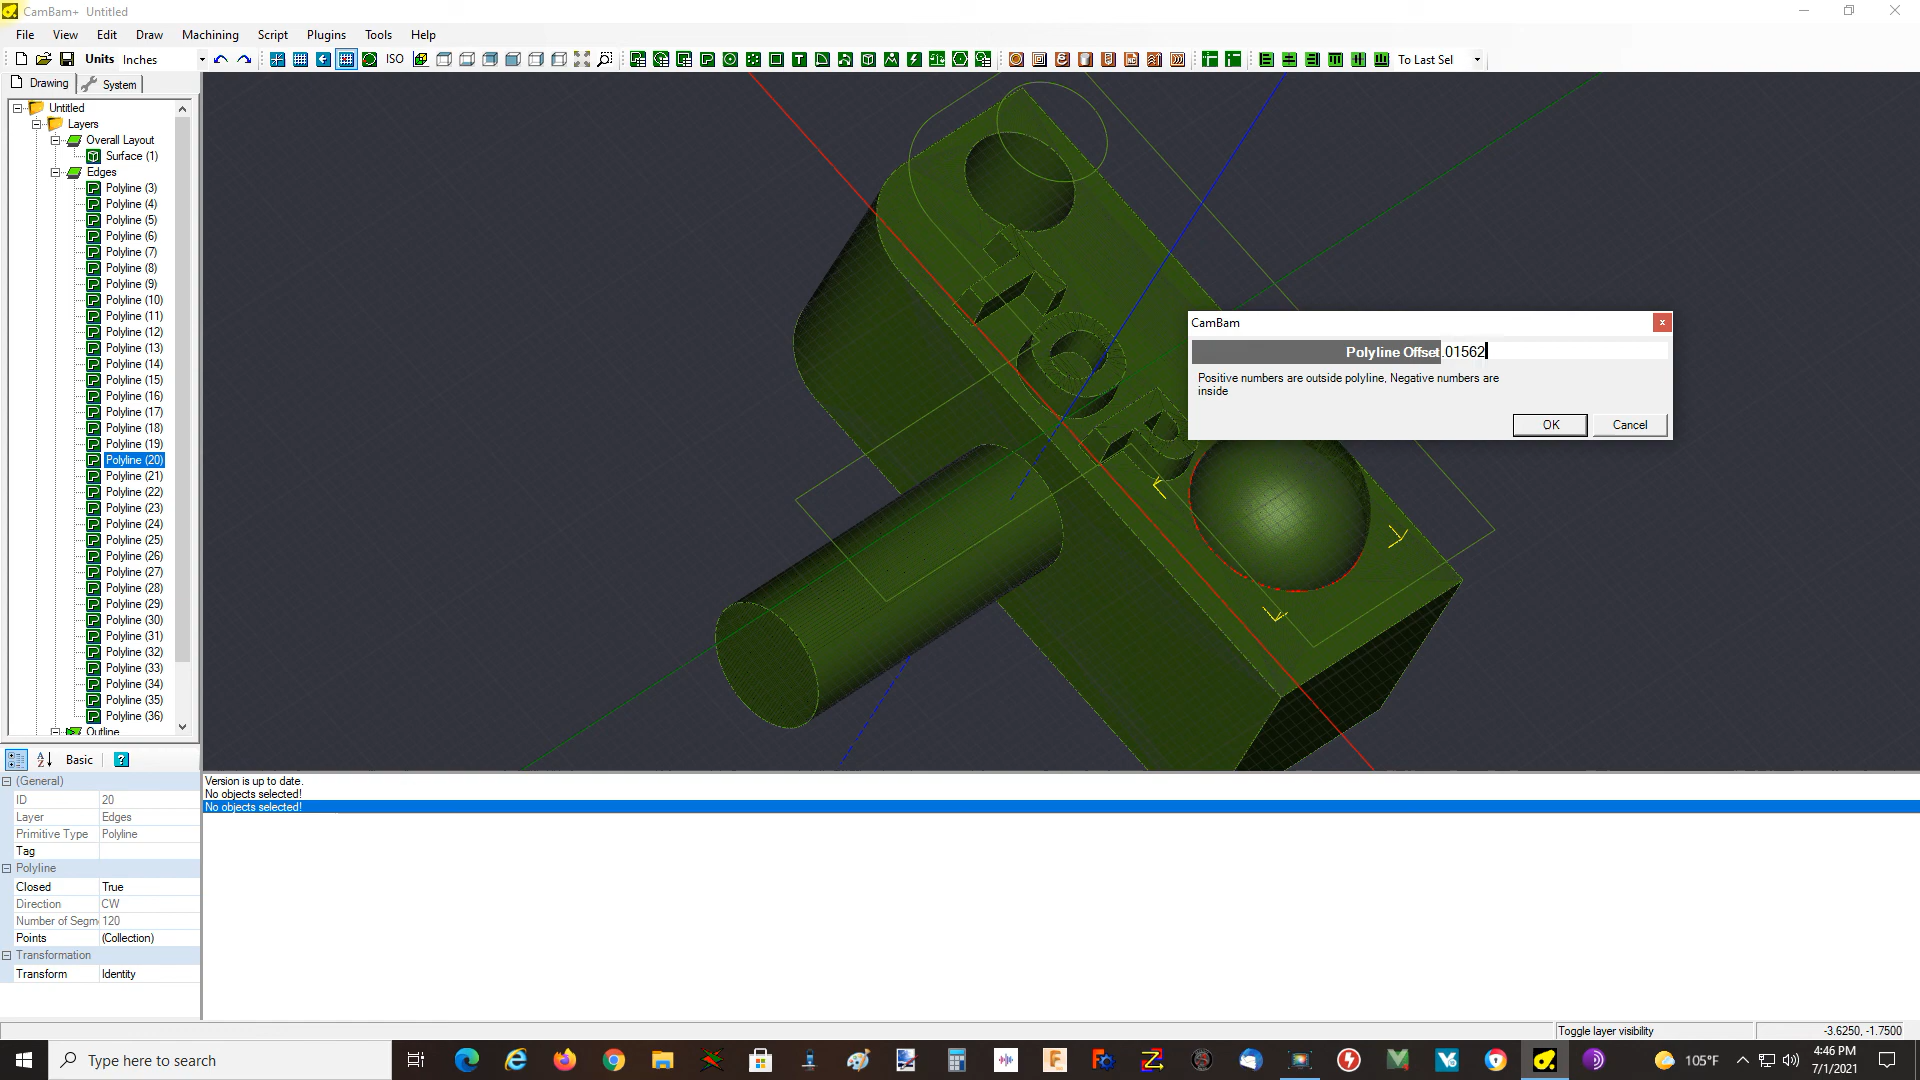 CamBam+ Untitled
File View Edit Draw Machining Script Plugins Tools Help
Units Inches ISO To Last Sel
Drawing System
Untitled
Layers
Overall Layout
Surface (1)
Edges
Polyline (3)
Polyline (4)
Polyline (5)
Polyline (6)
Polyline (7)
Polyline (8)
Polyline (9)
Polyline (10)
Polyline (11)
Polyline (12)
Polyline (13)
Polyline (14)
Polyline (15)
Polyline (16)
Polyline (17)
Polyline (18)
Polyline (19)
Polyline (20)
Polyline (21)
Polyline (22)
Polyline (23)
Polyline (24)
Polyline (25)
Polyline (26)
Polyline (27)
Polyline (28)
Polyline (29)
Polyline (30)
Polyline (31)
Polyline (32)
Polyline (33)
Polyline (34)
Polyline (35)
Polyline (36)
Outline
TOR
CamBam
Polyline Offset .01562
Positive numbers are outside polyline, Negative numbers are
inside
OK Cancel
Basic
(General)
ID 20
Layer Edges
Primitive Type Polyline
Tag
Polyline
Closed True
Direction CW
Number of Segm 120
Points (Collection)
Transformation
Transform Identity
Version is up to date.
No objects selected!
No objects selected!
Toggle layer visibility -3.6250, -1.7500
Type here to search
105°F
4:46 PM
7/1/2021